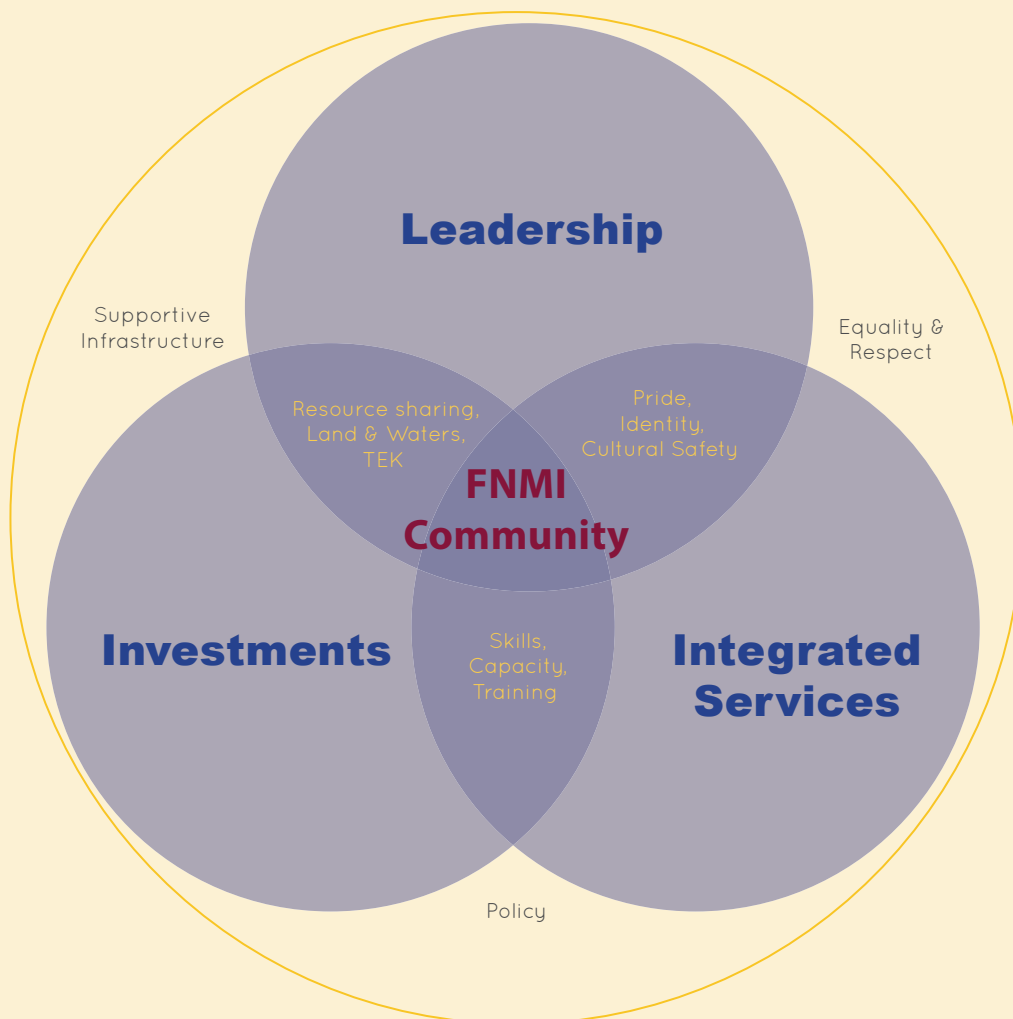 Leadership
Supportive
Infrastructure
Equality &
Respect
Resource sharing,
Land & Waters,
TEK
Pride,
Identity,
Cultural Safety
FNMI
Community
Investments
Skills,
Capacity,
Training
Integrated
Services
Policy